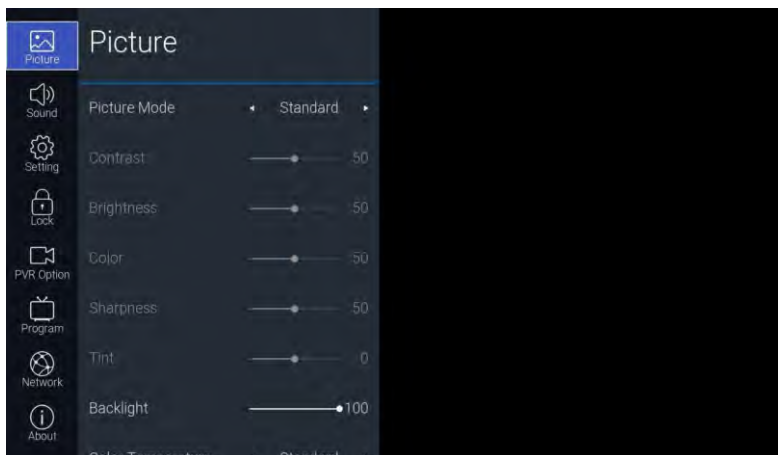 Picture
Sound
Setting
Lock
PVR Option
Program
Network
About
Picture
Picture Mode Standard
Contrast 50
Brightness 50
Color 50
Sharpness 50
Tint 0
Backlight 100